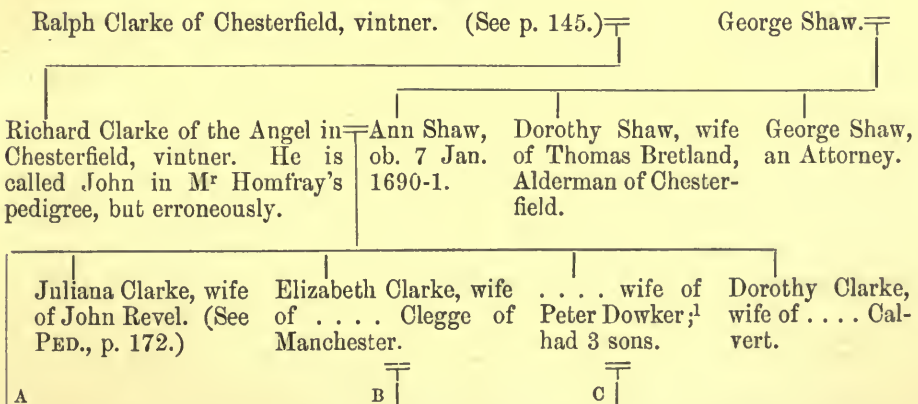 Ralph Clarke of Chesterfield, vintner. (See p. 145.)
George Shaw.
Richard Clarke of the Angel in
Chesterfield, vintner. He is
called John in Mr Homfray's
pedigree, but erroneously.
Ann Shaw,
ob. 7 Jan.
1690-1.
Dorothy Shaw, wife
of Thomas Bretland,
Alderman of Chester-
field.
George Shaw,
an Attorney.
Juliana Clarke, wife
of John Revel. (See
PED., p. 172.)
Elizabeth Clarke, wife
of .... Clegge of
Manchester.
.... wife of
Peter Dowker;1
had 3 sons.
Dorothy Clarke,
wife of .... Cal-
vert.
A
B
C